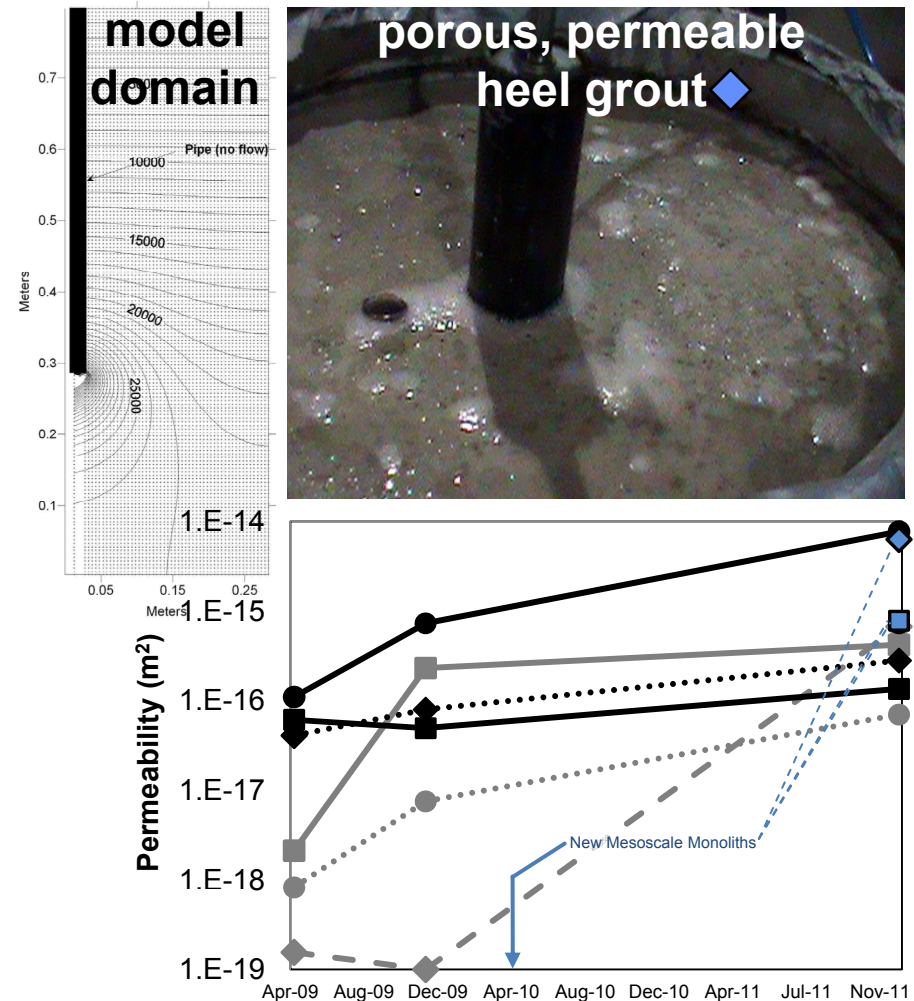 model
domain
0.7
0.6
0.5
0.4
0.3
0.2
0.1
Meters
Pipe (no flow)
10000
15000
20000
25000
0.05
0.15
0.25
Meters
porous, permeable
heel grout
1.E-14
1.E-15
1.E-16
1.E-17
1.E-18
1.E-19
Permeability (m²)
New Mesoscale Monoliths
Apr-09 Aug-09 Dec-09 Apr-10 Aug-10 Dec-10 Apr-11 Jul-11 Nov-11